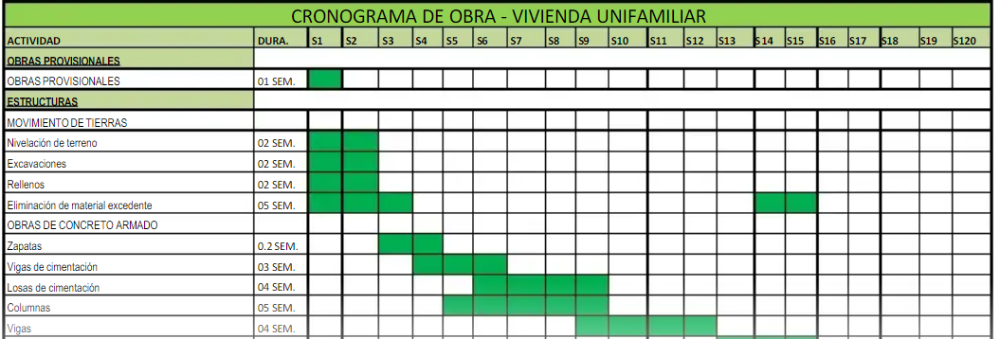 CRONOGRAMA DE OBRA - VIVIENDA UNIFAMILIAR
ACTIVIDAD DURA. S1 S2 S3 S4 S5 S6 S7 S8 S9 S10 S11 S12 S13 S14 S15 S16 S17 S18 S19 S120
OBRAS PROVISIONALES
OBRAS PROVISIONALES 01 SEM.
ESTRUCTURAS
MOVIMIENTO DE TIERRAS
Nivelación de terreno 02 SEM.
Excavaciones 02 SEM.
Rellenos 02 SEM.
Eliminación de material excedente 05 SEM.
OBRAS DE CONCRETO ARMADO
Zapatas 0.2 SEM.
Vigas de cimentación 03 SEM.
Losas de cimentación 04 SEM.
Columnas 05 SEM.
Vigas 04 SEM.